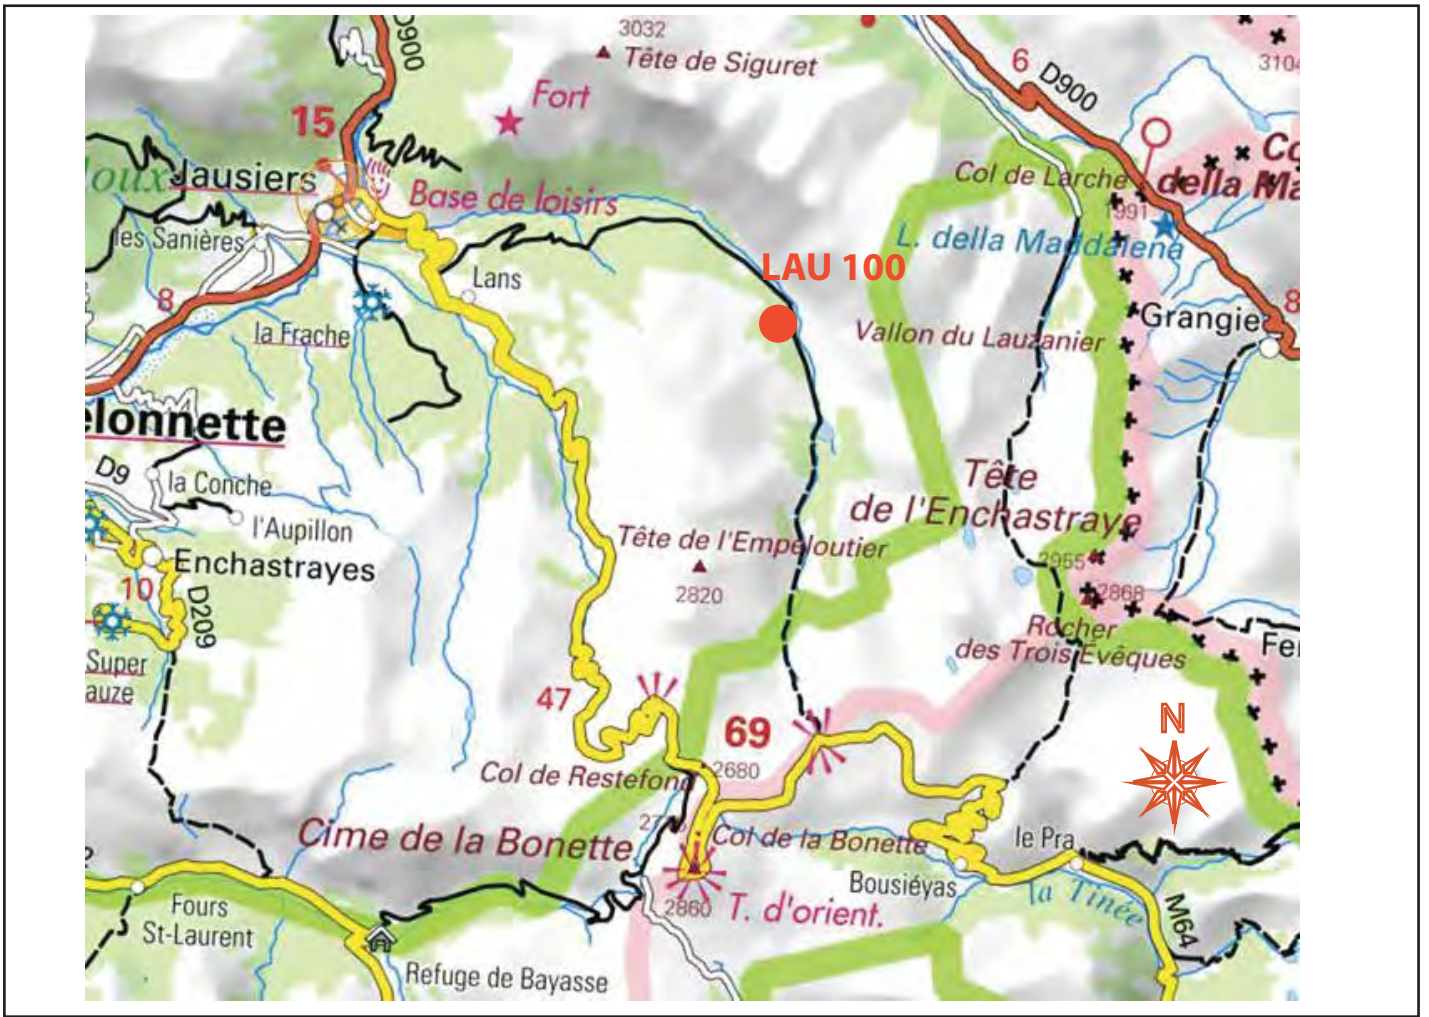 D900
3032
Tête de Siguret
6
D900
3104
Fort
15
Col de Larche
della Ma
1991
Jausiers
Base de loisirs
les Sanières
L. della Maddalena
LAU 100
Lans
8
8
la Frache
Vallon du Lauzanier
Grangie
elonnette
D9
la Conche
Tête
de l'Enchastraye
l'Aupillon
Tête de l'Empeloutier
2820
Enchastrayes
2955
2868
10
D209
Rocher
des Trois Evêques
Fer
Super
auze
47
69
N
Col de Restefond
2680
Cime de la Bonette
Col de la Bonette
le Pra
Bousiéyas
la Tinée
2860
T. d'orient.
M64
Fours
St-Laurent
Refuge de Bayasse